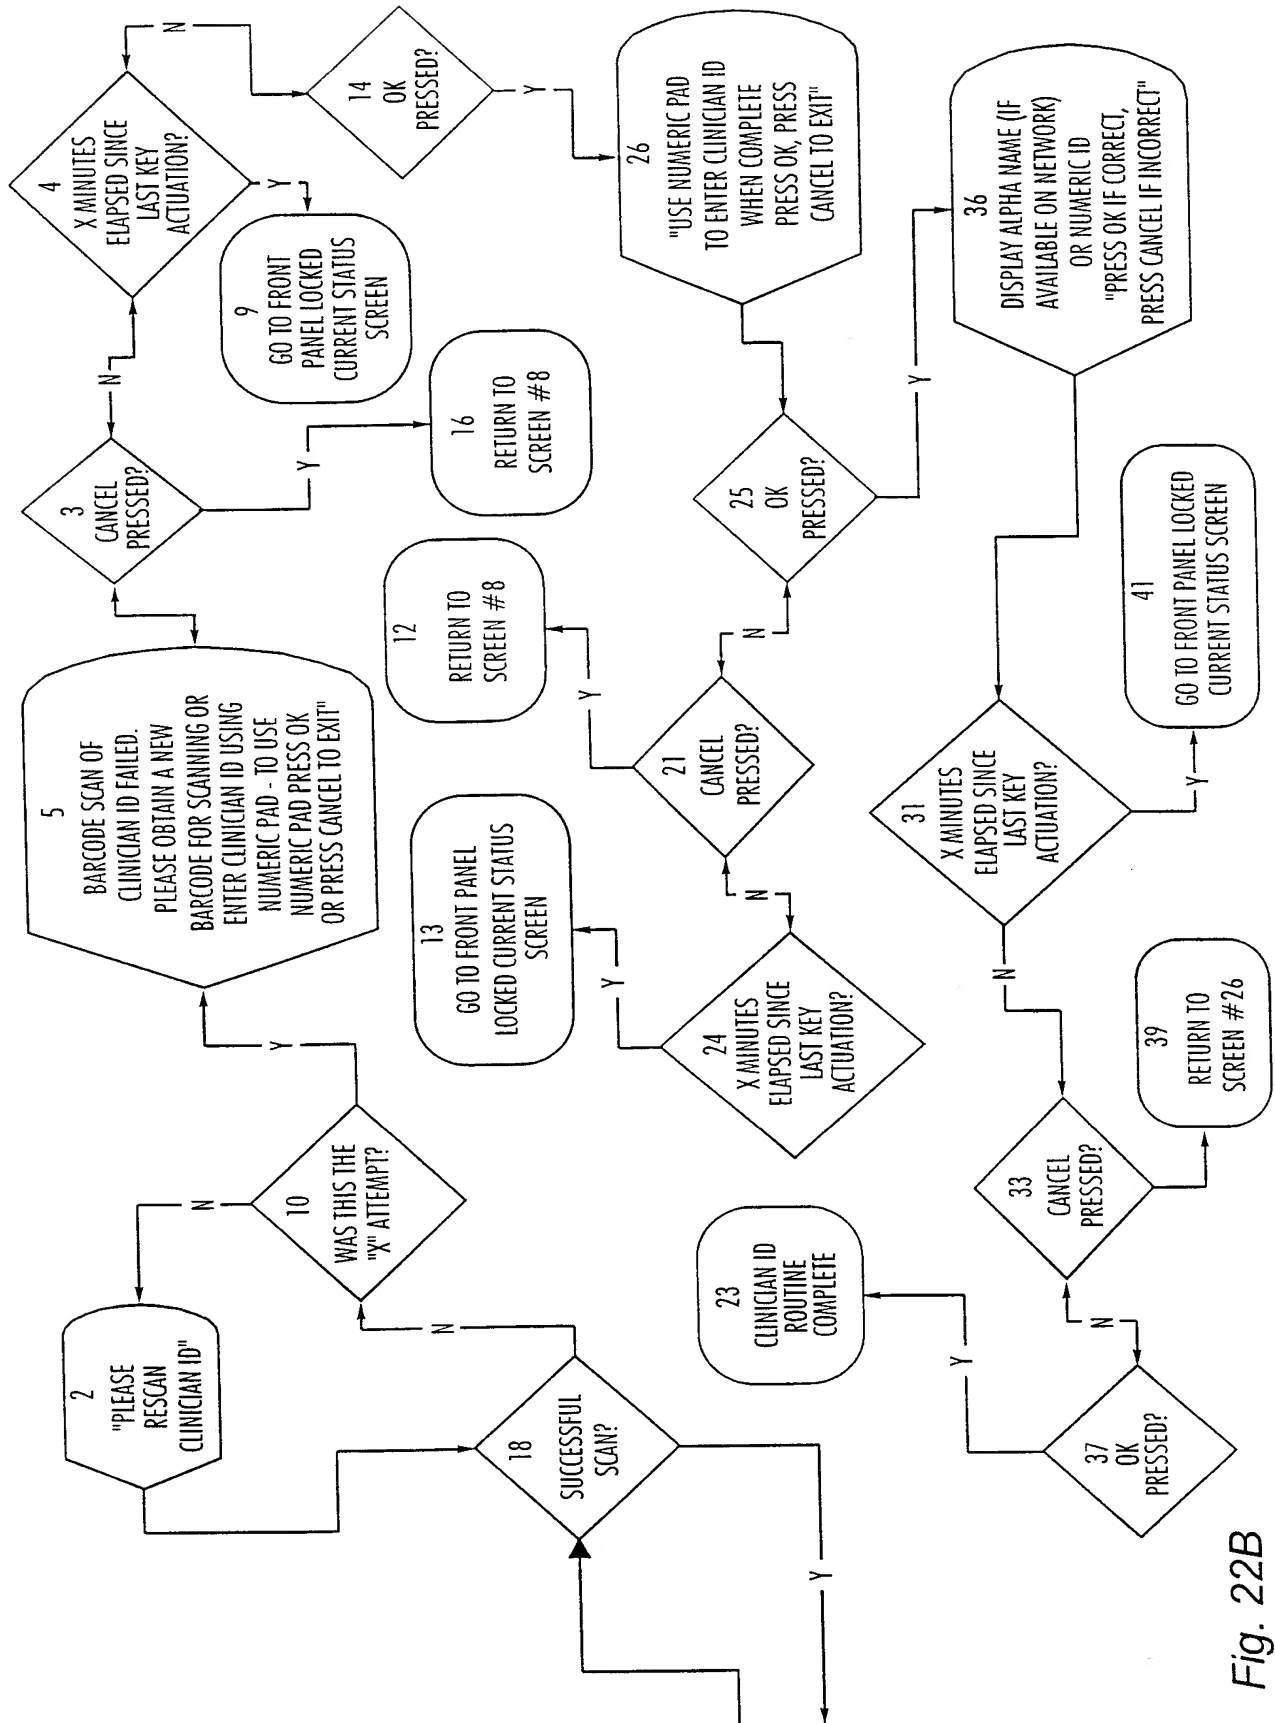 2
"PLEASE
RESCAN
CLINICIAN ID"
N
10
WAS THIS THE
"X" ATTEMPT?
Y
5
BARCODE SCAN OF
CLINICIAN ID FAILED.
PLEASE OBTAIN A NEW
BARCODE FOR SCANNING OR
ENTER CLINICIAN ID USING
NUMERIC PAD - TO USE
NUMERIC PAD PRESS OK
OR PRESS CANCEL TO EXIT"
3
CANCEL
PRESSED?
N
Y
4
X MINUTES
ELAPSED SINCE
LAST KEY
ACTUATION?
N
Y
9
GO TO FRONT
PANEL LOCKED
CURRENT STATUS
SCREEN
16
RETURN TO
SCREEN #8
14
OK
PRESSED?
Y
18
SUCCESSFUL
SCAN?
N
Y
13
GO TO FRONT PANEL
LOCKED CURRENT STATUS
SCREEN
Y
12
RETURN TO
SCREEN #8
Y
26
"USE NUMERIC PAD
TO ENTER CLINICIAN ID
WHEN COMPLETE
PRESS OK, PRESS
CANCEL TO EXIT"
24
X MINUTES
ELAPSED SINCE
LAST KEY
ACTUATION?
N
21
CANCEL
PRESSED?
N
25
OK
PRESSED?
Y
23
CLINICIAN ID
ROUTINE
COMPLETE
Y
36
DISPLAY ALPHA NAME (IF
AVAILABLE ON NETWORK)
OR NUMERIC ID
"PRESS OK IF CORRECT,
PRESS CANCEL IF INCORRECT"
37
OK
PRESSED?
N
33
CANCEL
PRESSED?
N
31
X MINUTES
ELAPSED SINCE
LAST KEY
ACTUATION?
Y
39
RETURN TO
SCREEN #26
41
GO TO FRONT PANEL LOCKED
CURRENT STATUS SCREEN
Fig. 22B